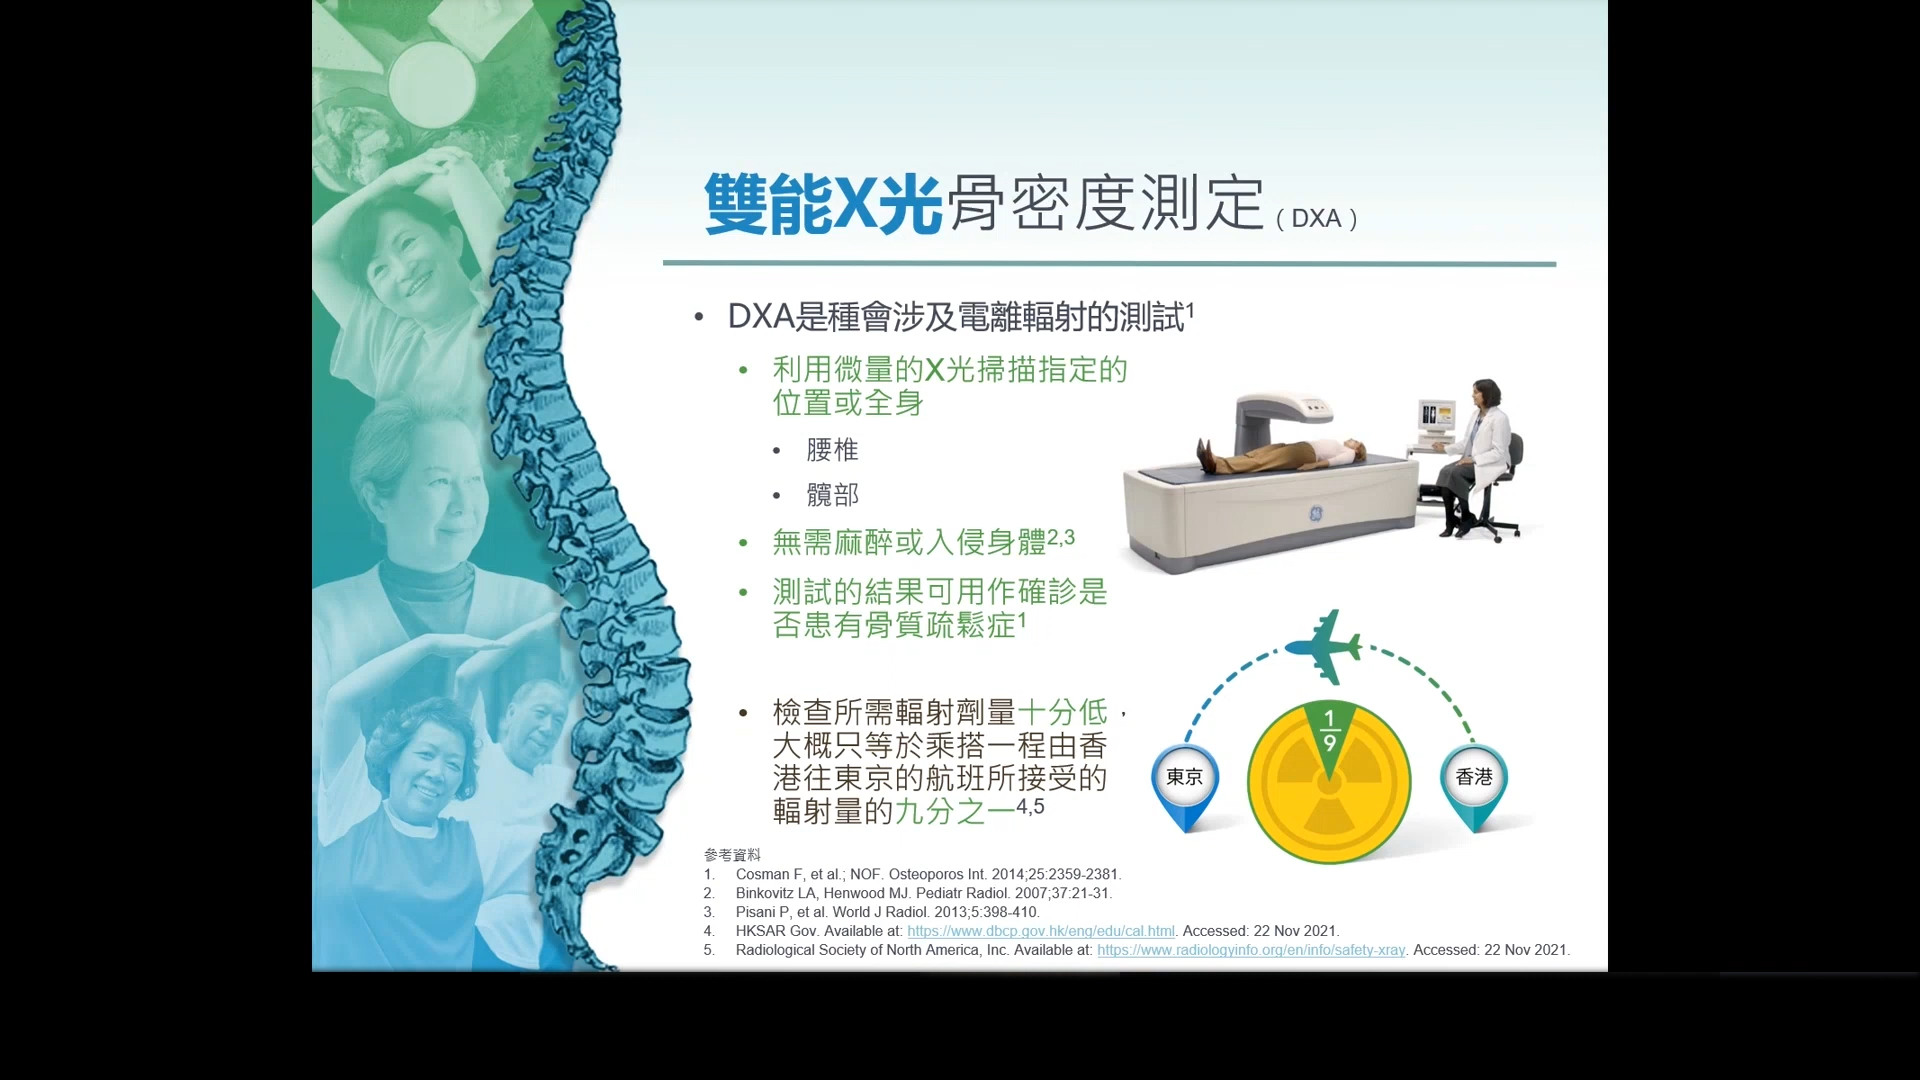 雙能X光骨密度測定（DXA）
• DXA是種會涉及電離輻射的測試1
• 利用微量的X光掃描指定的
位置或全身
• 腰椎
• 髖部
• 無需麻醉或入侵身體2,3
• 測試的結果可用作確診是
否患有骨質疏鬆症1
• 檢查所需輻射劑量十分低，
大概只等於乘搭一程由香
港往東京的航班所接受的
輻射量的九分之一4,5
1
9
東京
香港
參考資料
1. Cosman F, et al.; NOF. Osteoporos Int. 2014;25:2359-2381.
2. Binkovitz LA, Henwood MJ. Pediatr Radiol. 2007;37:21-31.
3. Pisani P, et al. World J Radiol. 2013;5:398-410.
4. HKSAR Gov. Available at: https://www.dbcp.gov.hk/eng/edu/cal.html. Accessed: 22 Nov 2021.
5. Radiological Society of North America, Inc. Available at: https://www.radiologyinfo.org/en/info/safety-xray. Accessed: 22 Nov 2021.